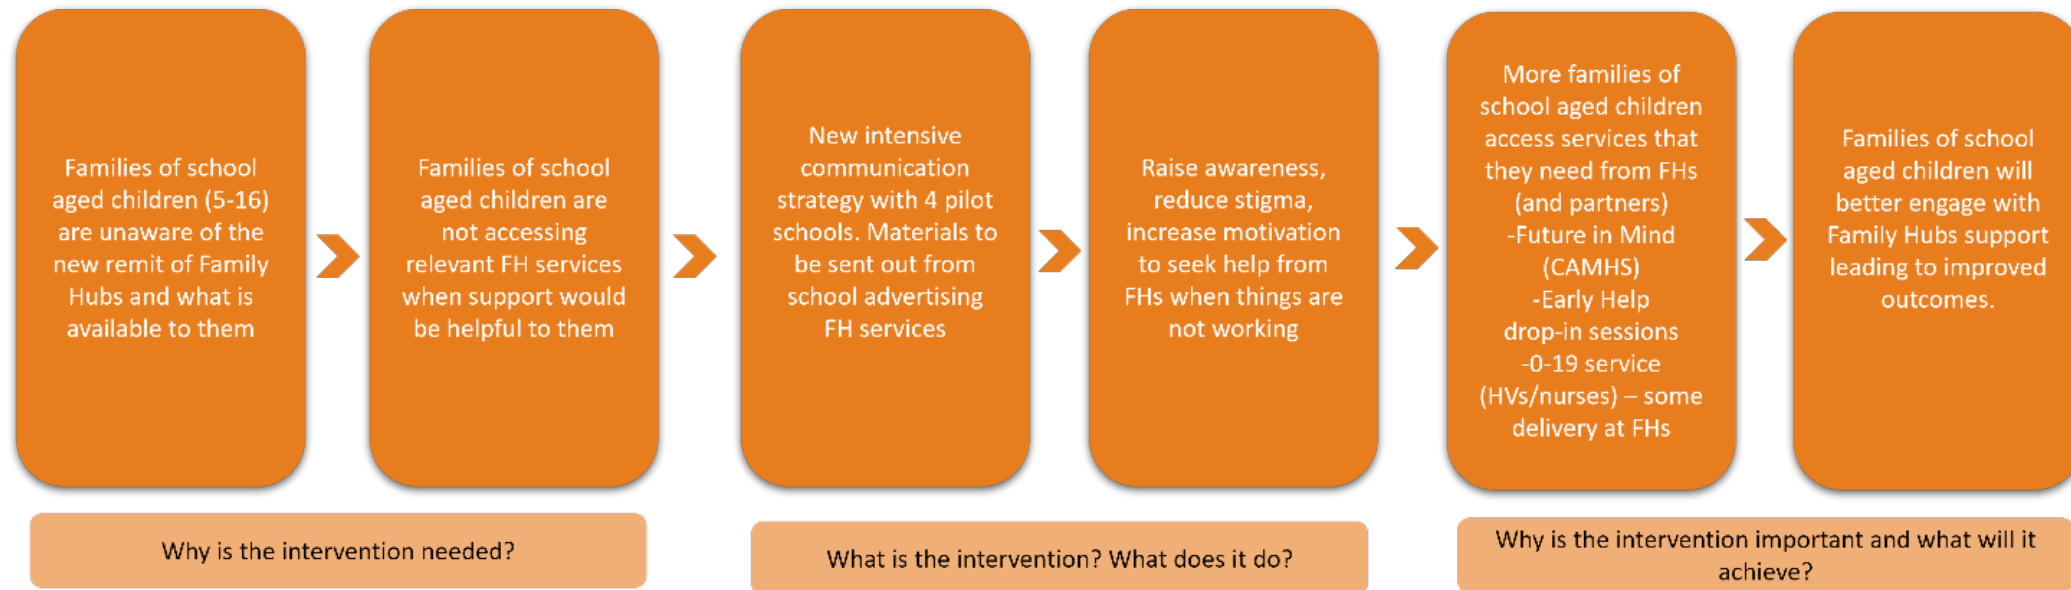 Families of school
aged children (5-16)
are unaware of the
new remit of Family
Hubs and what is
available to them
Families of school
aged children are
not accessing
relevant FH services
when support would
be helpful to them
New intensive
communication
strategy with 4 pilot
schools. Materials to
be sent out from
school advertising
FH services
Raise awareness,
reduce stigma,
increase motivation
to seek help from
FHs when things are
not working
More families of
school aged children
access services that
they need from FHs
(and partners)
-Future in Mind
(CAMHS)
-Early Help
drop-in sessions
-0-19 service
(HVs/nurses) – some
delivery at FHs
Families of school
aged children will
better engage with
Family Hubs support
leading to improved
outcomes.
Why is the intervention needed?
What is the intervention? What does it do?
Why is the intervention important and what will it
achieve?